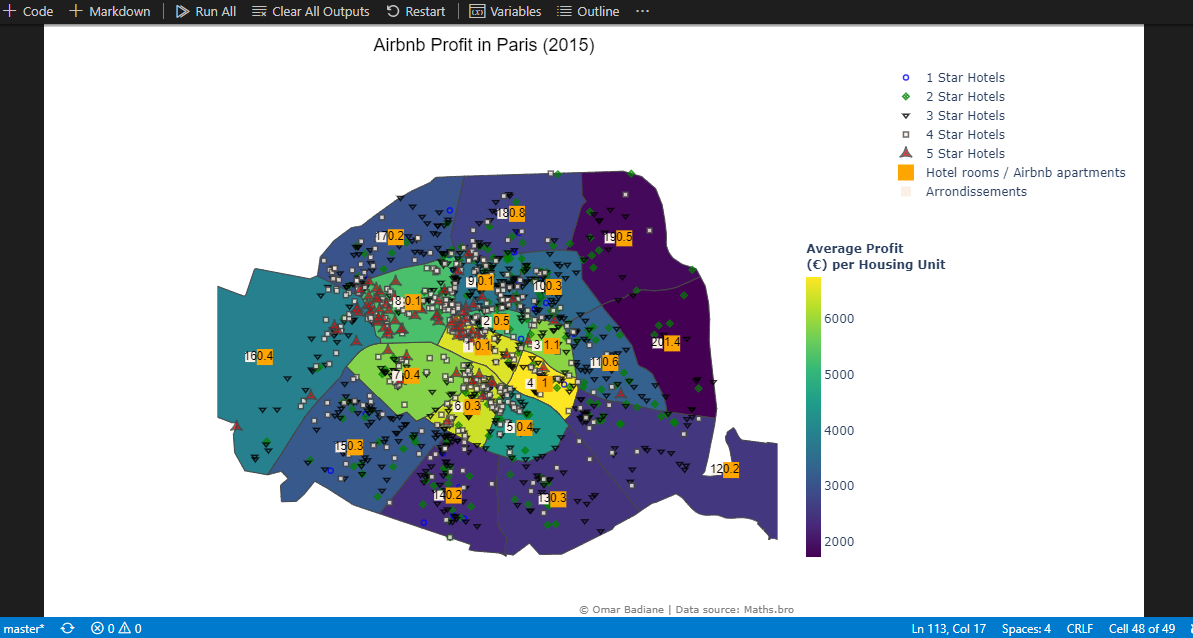 Code Markdown Run All Clear All Outputs Restart Variables Outline ...
Airbnb Profit in Paris (2015)
1 Star Hotels
2 Star Hotels
3 Star Hotels
4 Star Hotels
5 Star Hotels
Hotel rooms / Airbnb apartments
Arrondissements
Average Profit
(€) per Housing Unit
6000
5000
4000
3000
2000
18 0.8
17 0.2
19 0.5
9 0.1
10 0.3
8 0.1
2 0.5
1 0.1
3 1.1
20 1.4
16 0.4
11 0.6
7 0.4
4 1
6 0.3
5 0.4
15 0.3
12 0.2
14 0.2
13 0.3
© Omar Badiane | Data source: Maths.bro
master* 0 0 Ln 113, Col 17 Spaces: 4 CRLF Cell 48 of 49